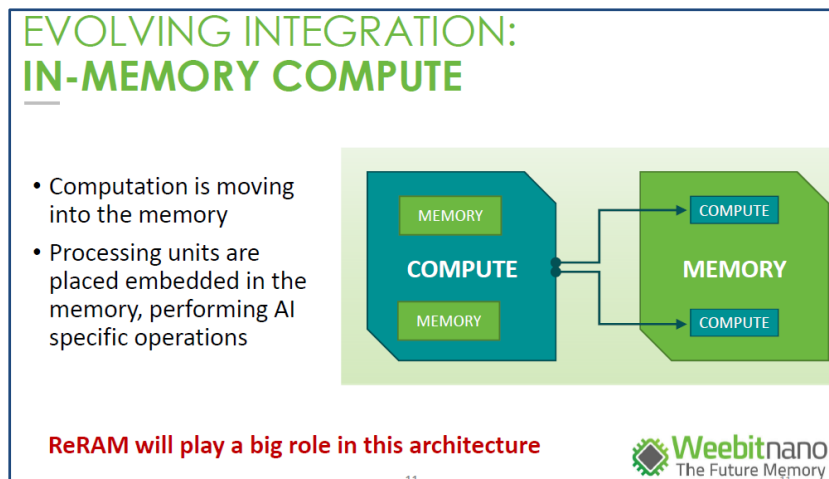 EVOLVING INTEGRATION:
IN-MEMORY COMPUTE
• Computation is moving
into the memory
• Processing units are
placed embedded in the
memory, performing AI
specific operations
MEMORY
COMPUTE
MEMORY
COMPUTE
MEMORY
COMPUTE
ReRAM will play a big role in this architecture
Weebitnano
The Future Memory